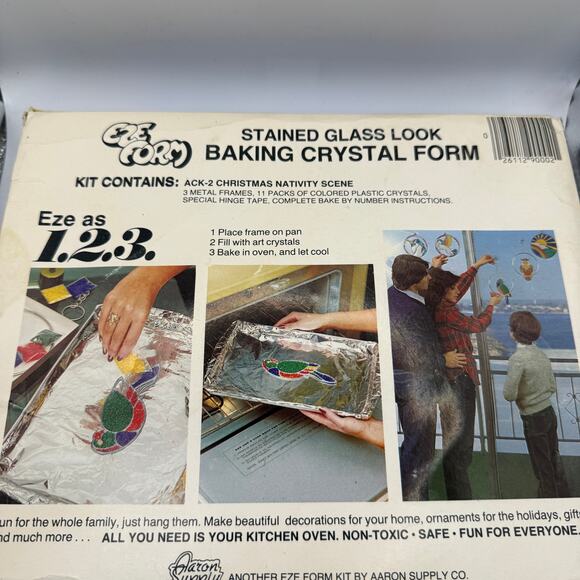 EZE FORM
STAINED GLASS LOOK
BAKING CRYSTAL FORM
0
26112 90002
KIT CONTAINS: ACK-2 CHRISTMAS NATIVITY SCENE
3 METAL FRAMES, 11 PACKS OF COLORED PLASTIC CRYSTALS,
SPECIAL HINGE TAPE, COMPLETE BAKE BY NUMBER INSTRUCTIONS.
Eze as
1.2.3.
1 Place frame on pan
2 Fill with art crystals
3 Bake in oven, and let cool
for the whole family, just hang them. Make beautiful decorations for your home, ornaments for the holidays, gifts
much more . . . ALL YOU NEED IS YOUR KITCHEN OVEN. NON-TOXIC • SAFE • FUN FOR EVERYONE.
Aaron Supply
ANOTHER EZE FORM KIT BY AARON SUPPLY CO.